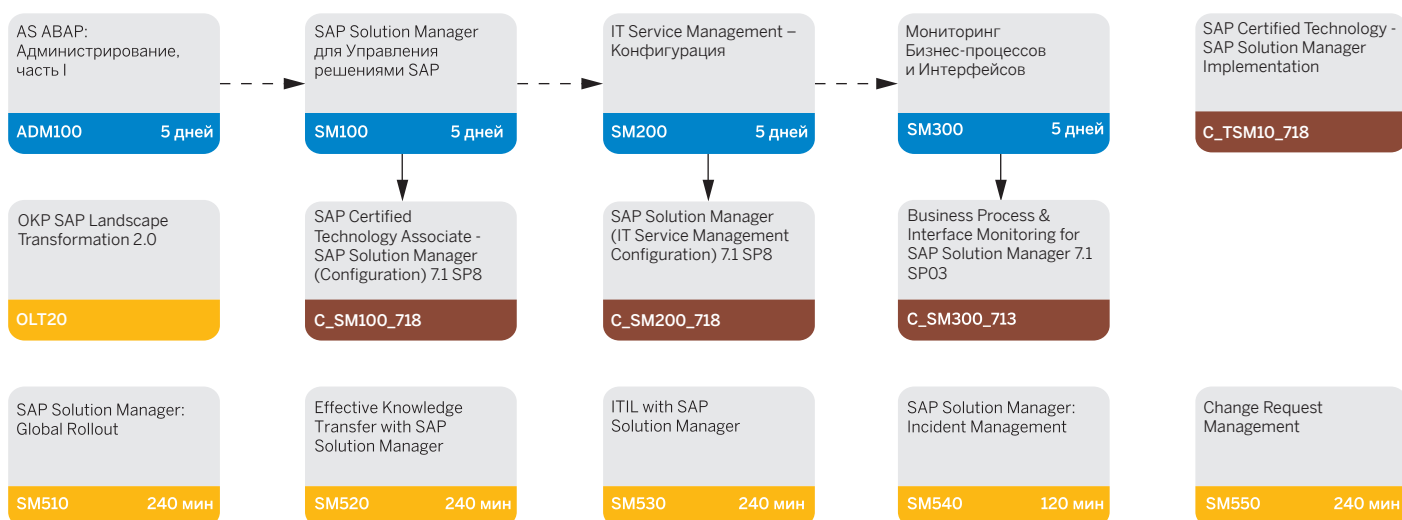 AS ABAP:
Администрирование,
часть I
ADM100 5 дней
SAP Solution Manager
для Управления
решениями SAP
SM100 5 дней
IT Service Management –
Конфигурация
SM200 5 дней
Мониторинг
Бизнес-процессов
и Интерфейсов
SM300 5 дней
SAP Certified Technology -
SAP Solution Manager
Implementation
C_TSM10_718
OKP SAP Landscape
Transformation 2.0
OLT20
SAP Certified
Technology Associate -
SAP Solution Manager
(Configuration) 7.1 SP8
C_SM100_718
SAP Solution Manager
(IT Service Management
Configuration) 7.1 SP8
C_SM200_718
Business Process &
Interface Monitoring for
SAP Solution Manager 7.1
SP03
C_SM300_713
SAP Solution Manager:
Global Rollout
SM510 240 мин
Effective Knowledge
Transfer with SAP
Solution Manager
SM520 240 мин
ITIL with SAP
Solution Manager
SM530 240 мин
SAP Solution Manager:
Incident Management
SM540 120 мин
Change Request
Management
SM550 240 мин